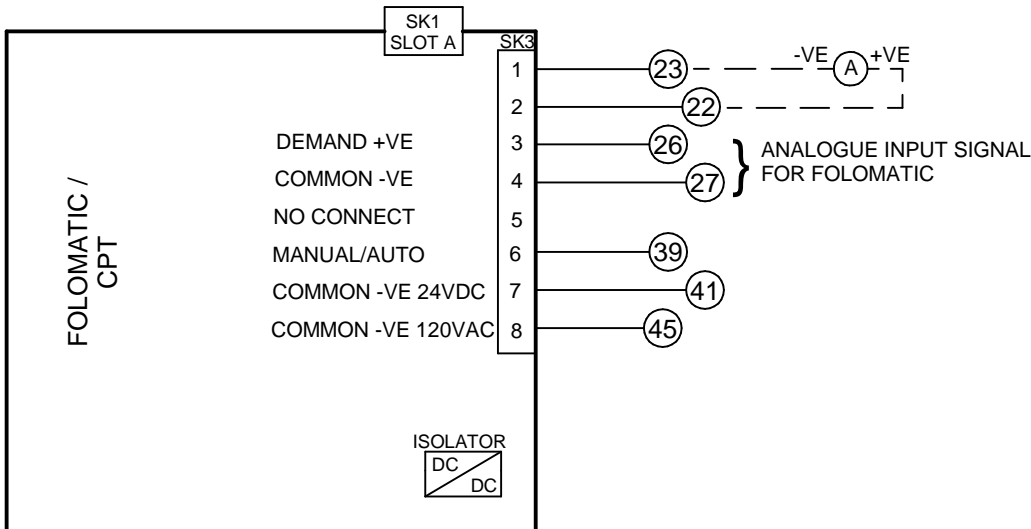 SK1
SLOT A
SK3
1 23 -VE A +VE
2 22
DEMAND +VE 3 26
COMMON -VE 4 27
ANALOGUE INPUT SIGNAL
FOR FOLOMATIC
NO CONNECT 5
MANUAL/AUTO 6 39
COMMON -VE 24VDC 7 41
COMMON -VE 120VAC 8 45
FOLOMATIC /
CPT
ISOLATOR
DC
DC